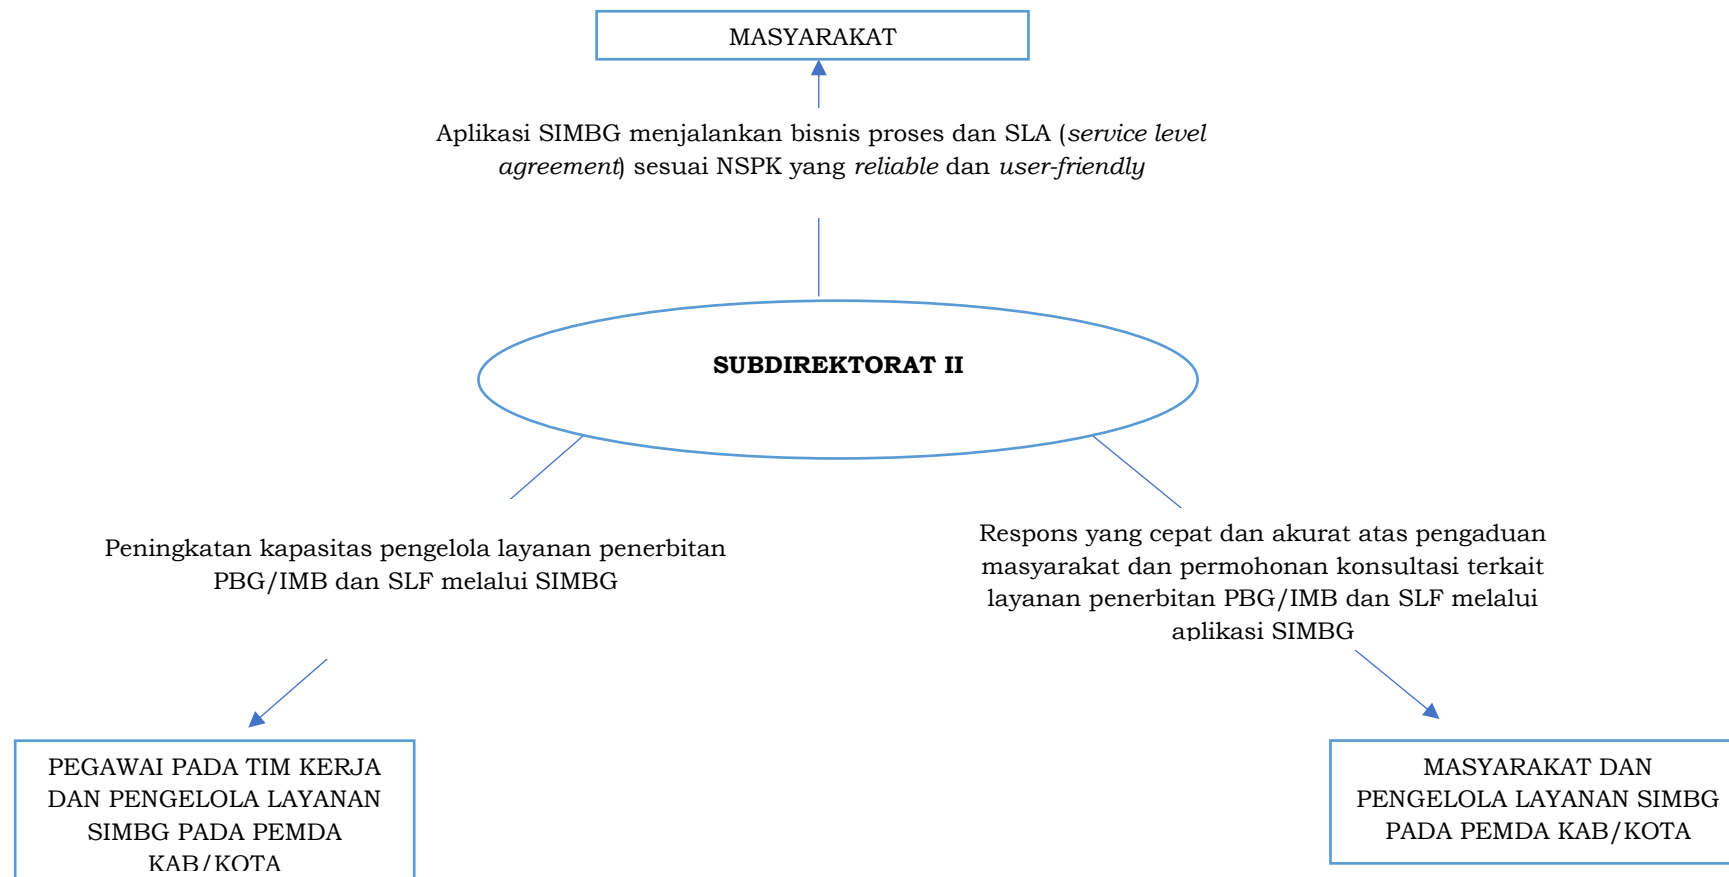 MASYARAKAT
Aplikasi SIMBG menjalankan bisnis proses dan SLA (service level
agreement) sesuai NSPK yang reliable dan user-friendly
SUBDIREKTORAT II
Peningkatan kapasitas pengelola layanan penerbitan
PBG/IMB dan SLF melalui SIMBG
Respons yang cepat dan akurat atas pengaduan
masyarakat dan permohonan konsultasi terkait
layanan penerbitan PBG/IMB dan SLF melalui
aplikasi SIMBG
PEGAWAI PADA TIM KERJA
DAN PENGELOLA LAYANAN
SIMBG PADA PEMDA
KAB/KOTA
MASYARAKAT DAN
PENGELOLA LAYANAN SIMBG
PADA PEMDA KAB/KOTA